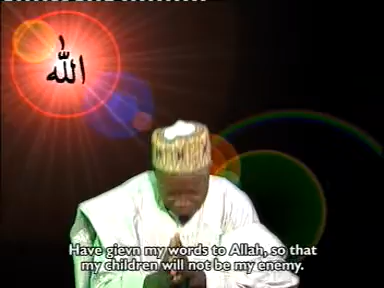 الله
Have gievn my words to Allah, so that
my children will not be my enemy.